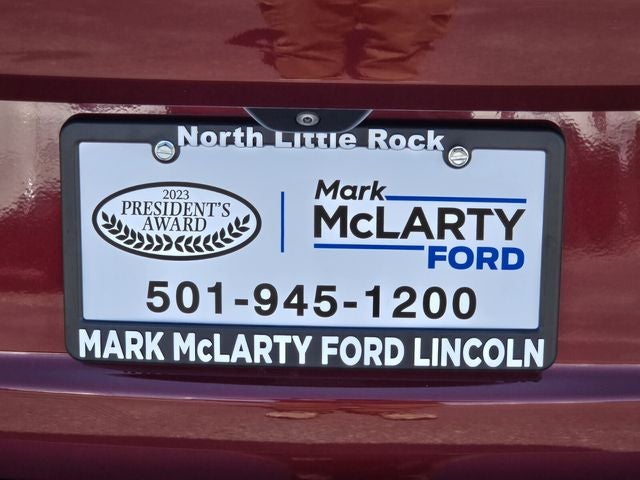 North Little Rock
2023
PRESIDENT'S
AWARD
Mark
McLARTY
FORD
501-945-1200
MARK McLARTY FORD LINCOLN